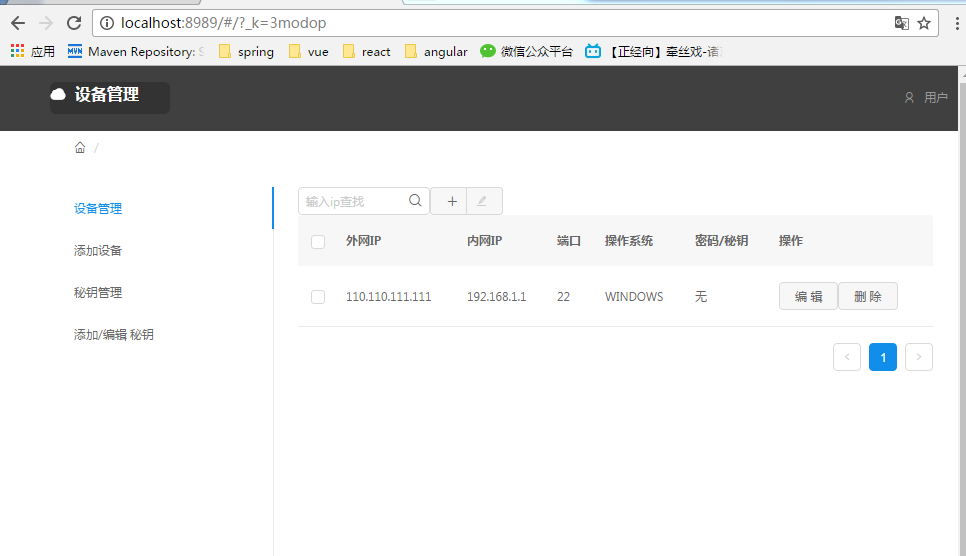 localhost:8989/#/?_k=3modop
应用 Maven Repository: spring vue react angular 微信公众平台 【正经向】牵丝戏-请
设备管理 用户
/
设备管理
添加设备
秘钥管理
添加/编辑 秘钥
输入ip查找
外网IP 内网IP 端口 操作系统 密码/秘钥 操作
110.110.111.111 192.168.1.1 22 WINDOWS 无 编 辑 删 除
< 1 >